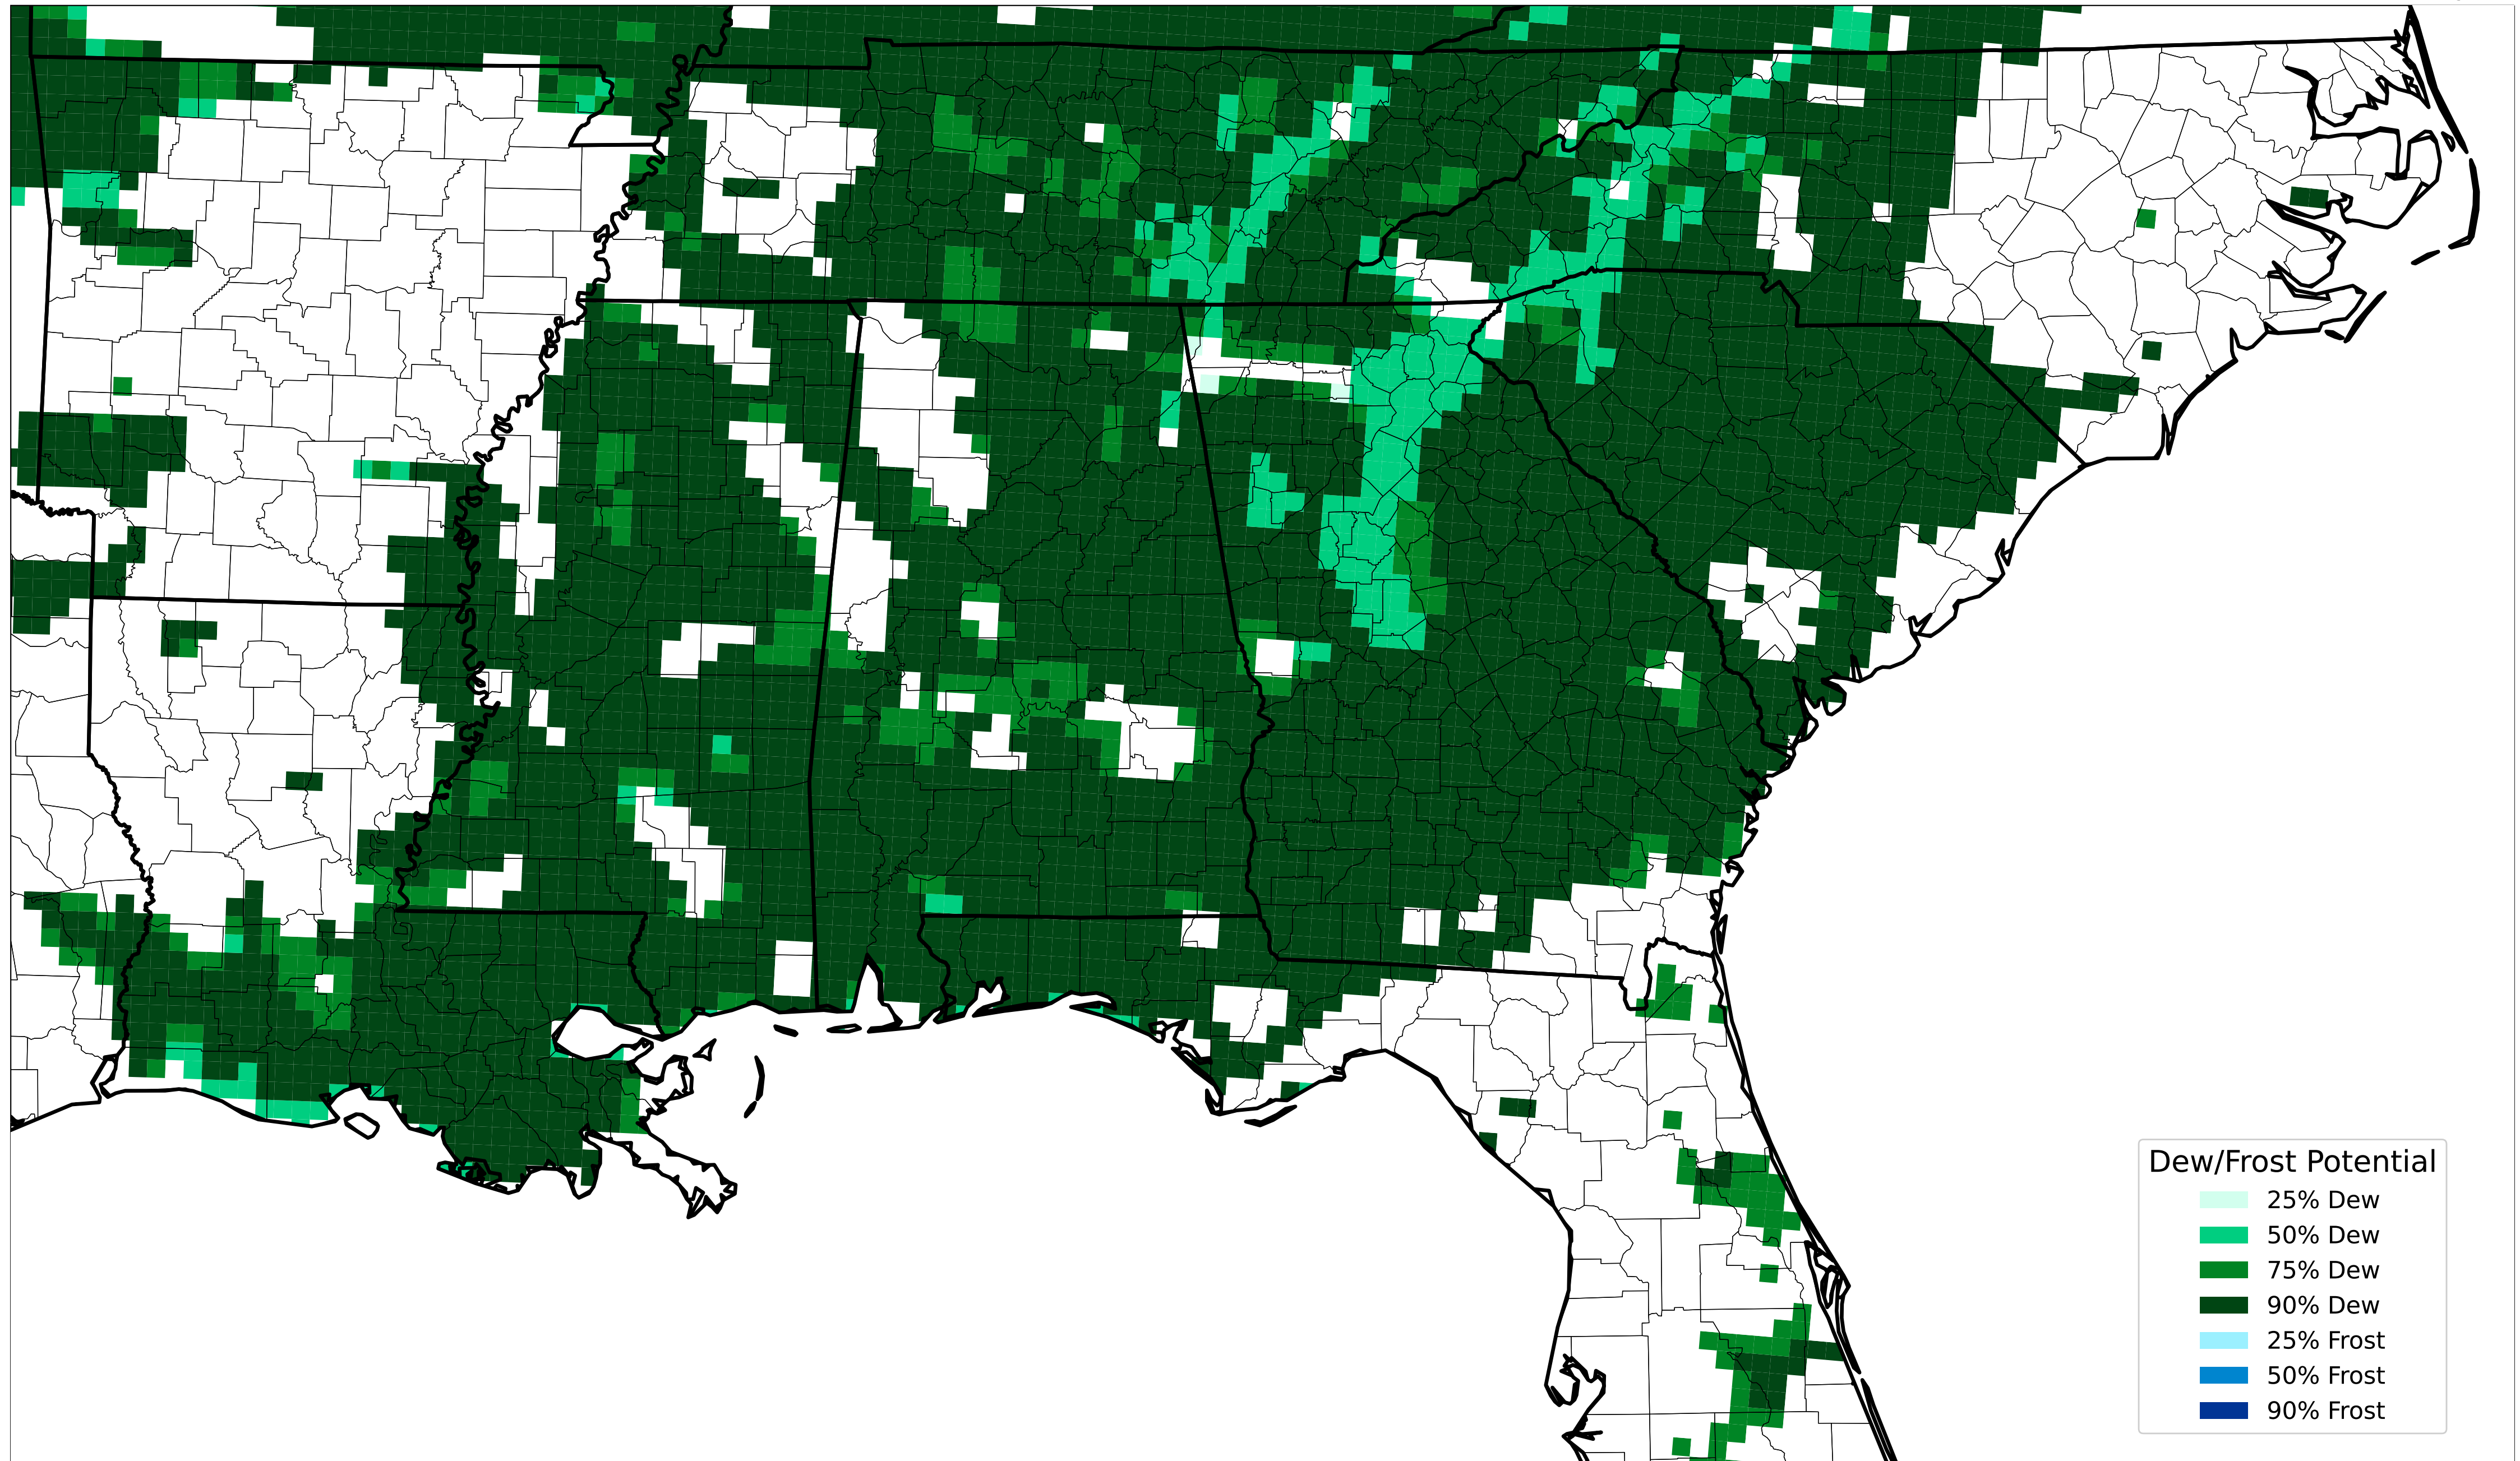 Dew/Frost Potential
25% Dew
50% Dew
75% Dew
90% Dew
25% Frost
50% Frost
90% Frost